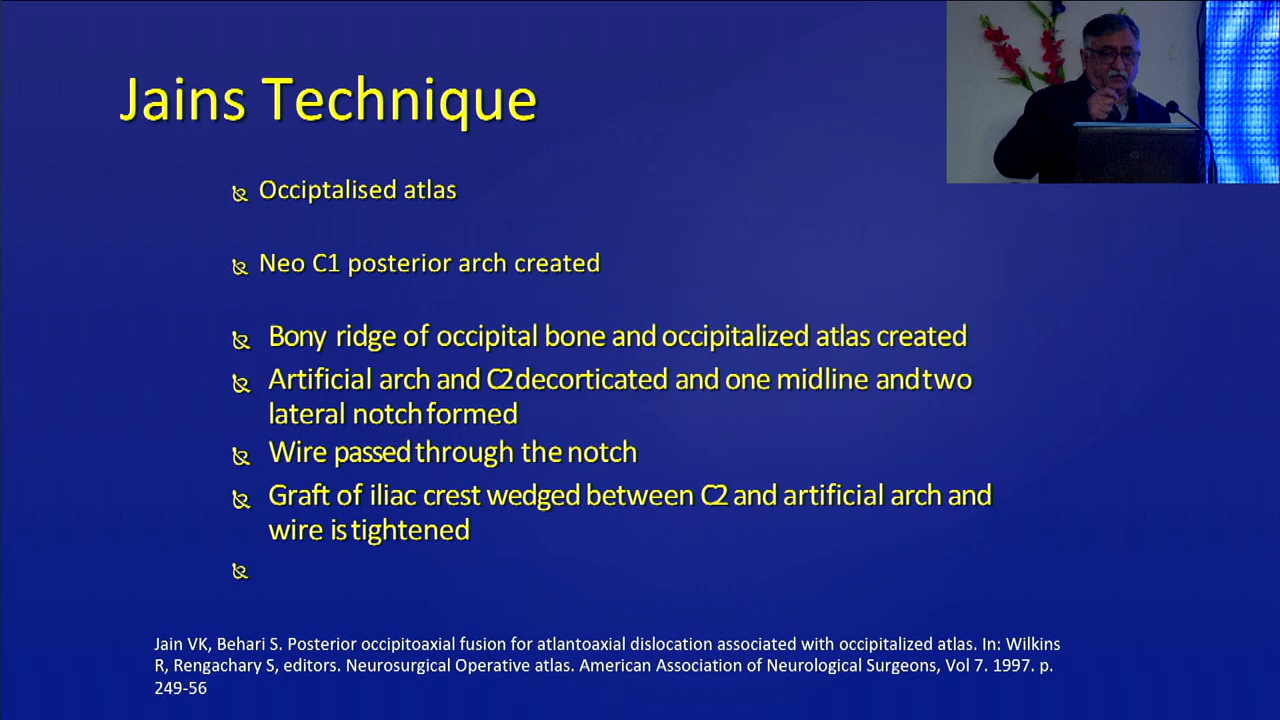 Jains Technique
Occiptalised atlas
Neo C1 posterior arch created
Bony ridge of occipital bone and occipitalized atlas created
Artificial arch and C2 decorticated and one midline and two
lateral notch formed
Wire passed through the notch
Graft of iliac crest wedged between C2 and artificial arch and
wire is tightened
Jain VK, Behari S. Posterior occipitoaxial fusion for atlantoaxial dislocation associated with occipitalized atlas. In: Wilkins
R, Rengachary S, editors. Neurosurgical Operative atlas. American Association of Neurological Surgeons, Vol 7. 1997. p.
249-56